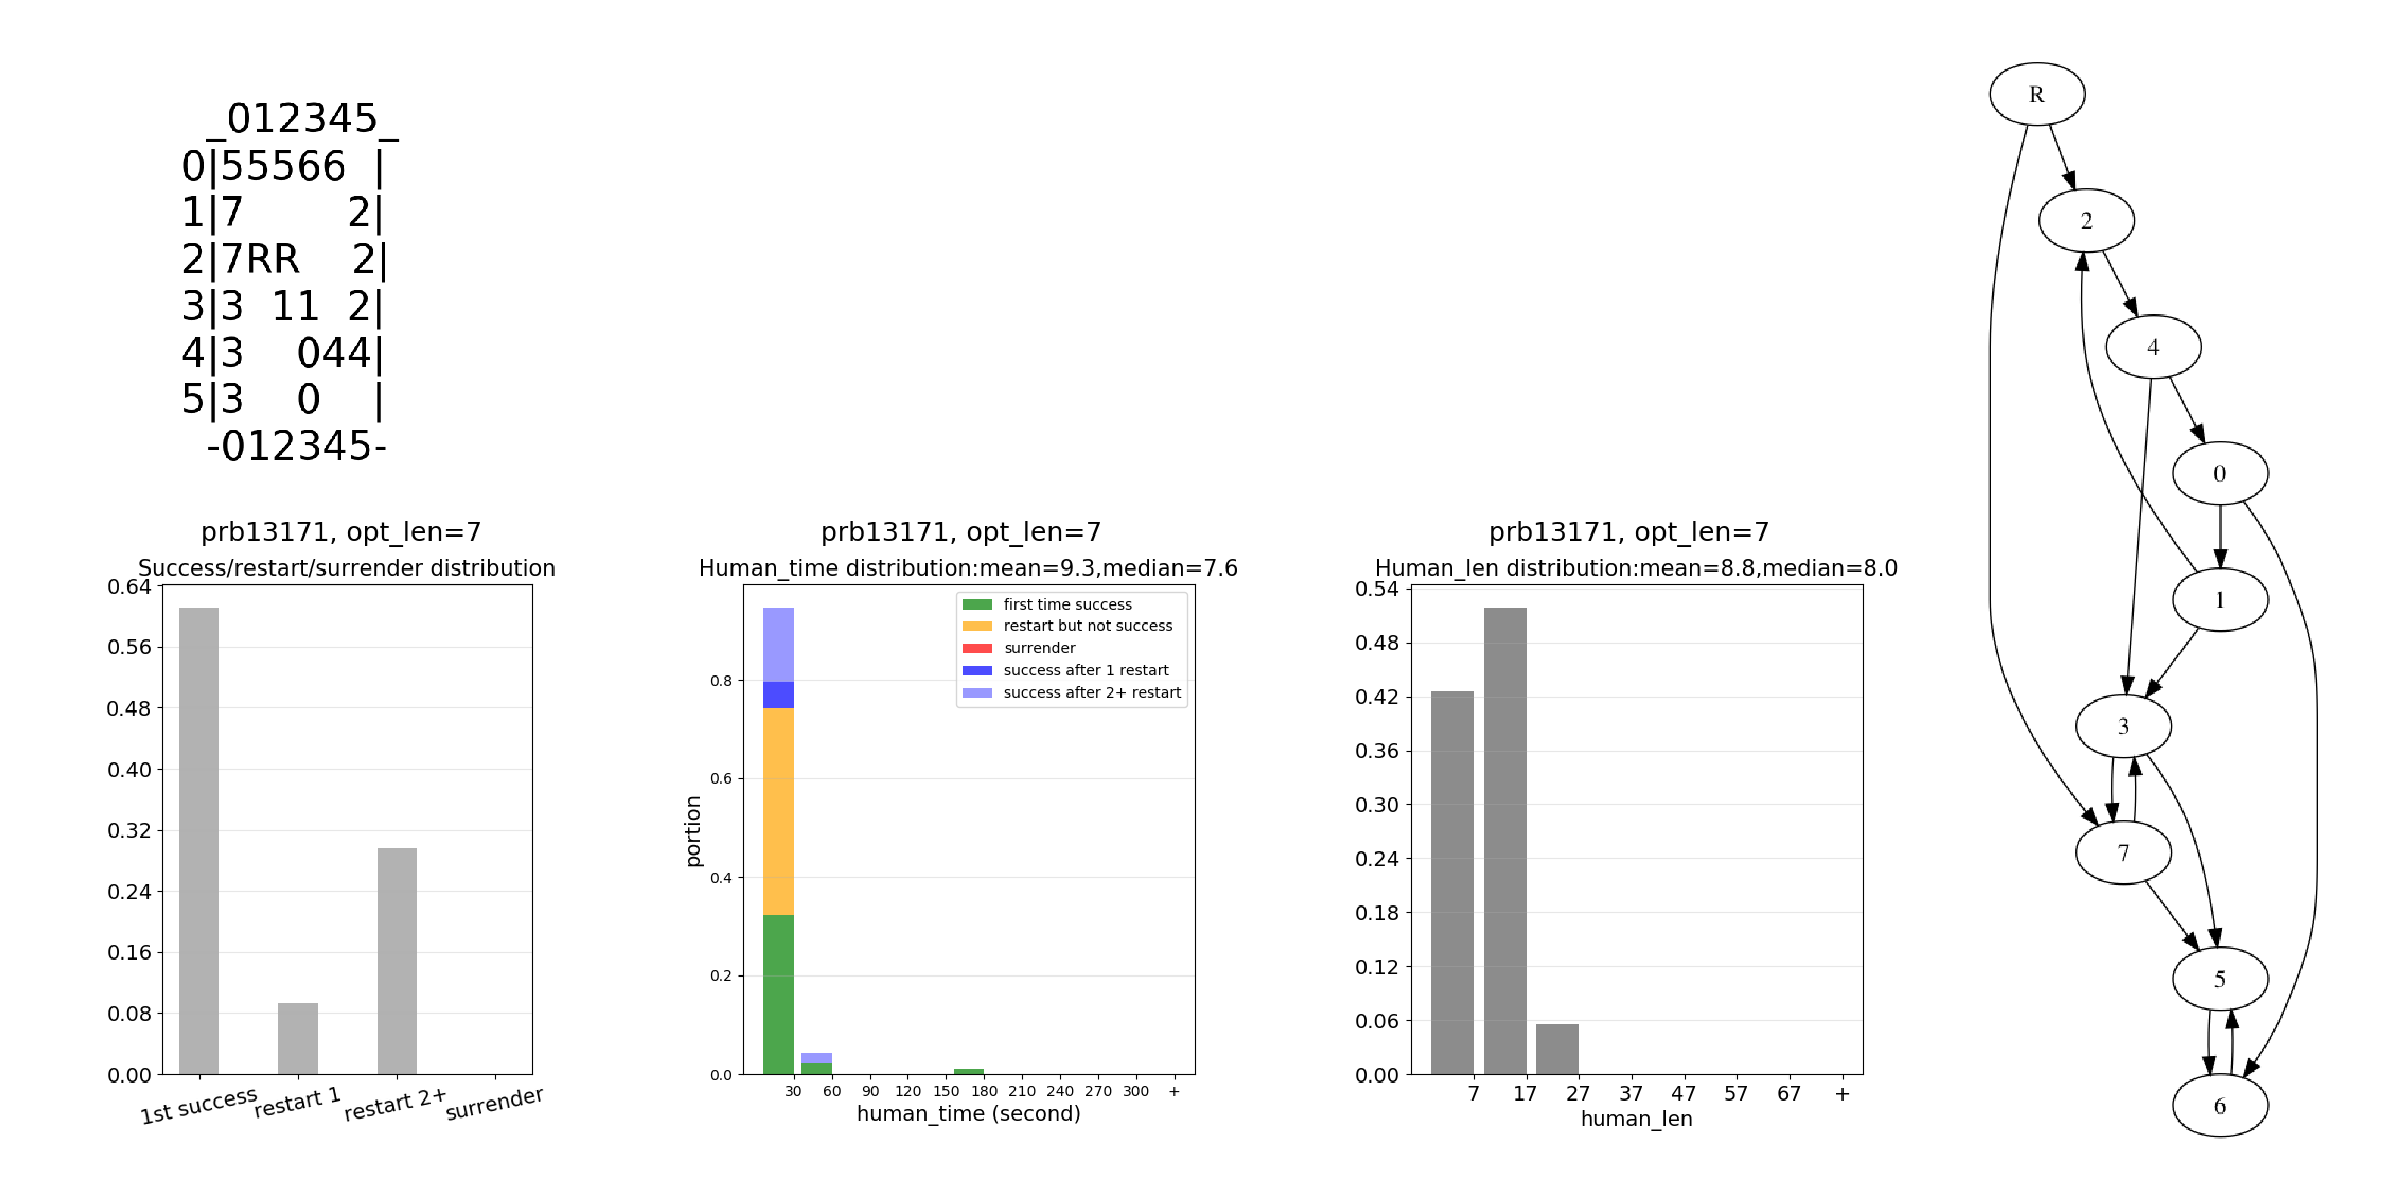 _012345_
0|55566  |
1|7        2|
2|7RR    2|
3|3  11  2|
4|3    044|
5|3    0    |
-012345-
prb13171, opt_len=7
Success/restart/surrender distribution
0.64
0.56
0.48
0.40
0.32
0.24
0.16
0.08
0.00
1st success
restart 1
restart 2+
surrender
prb13171, opt_len=7
Human_time distribution:mean=9.3,median=7.6
first time success
restart but not success
surrender
success after 1 restart
success after 2+ restart
portion
0.8
0.6
0.4
0.2
0.0
30 60 90 120 150 180 210 240 270 300 +
human_time (second)
prb13171, opt_len=7
Human_len distribution:mean=8.8,median=8.0
0.54
0.48
0.42
0.36
0.30
0.24
0.18
0.12
0.06
0.00
7 17 27 37 47 57 67 +
human_len
R
2
4
0
1
3
7
5
6